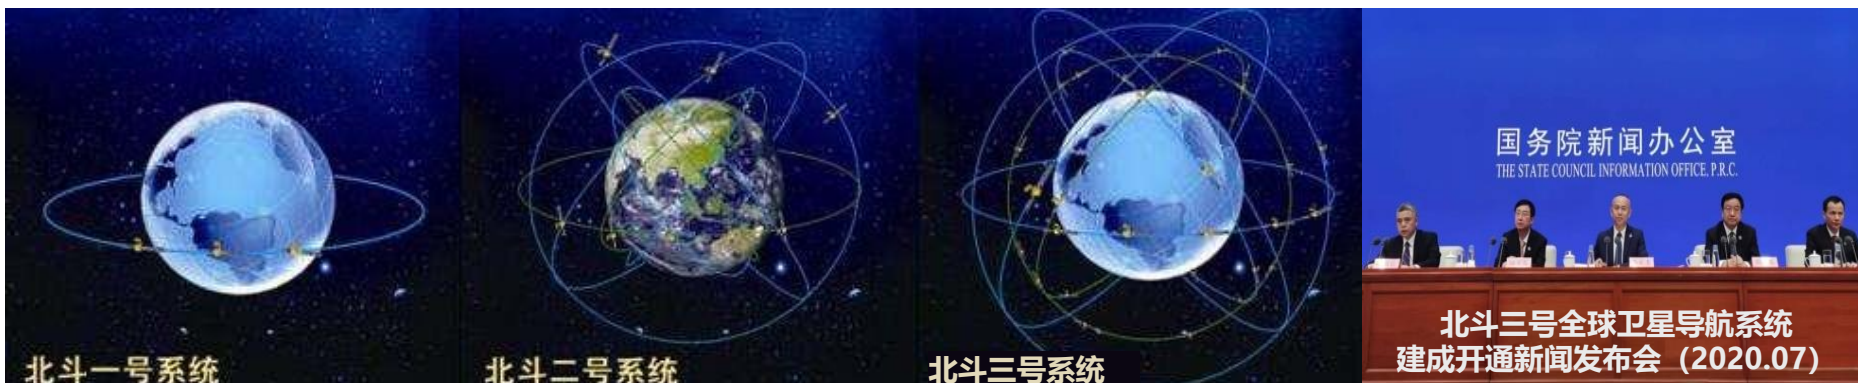 北斗一号系统
北斗二号系统
北斗三号系统
国务院新闻办公室
THE STATE COUNCIL INFORMATION OFFICE, P.R.C.
北斗三号全球卫星导航系统
建成开通新闻发布会（2020.07）